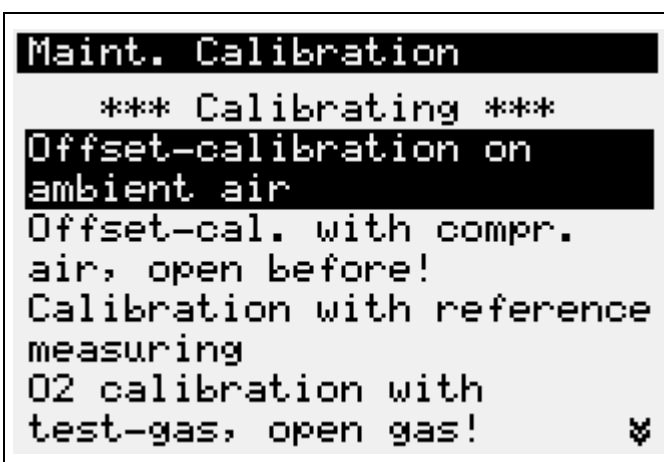 Maint. Calibration
*** Calibrating ***
Offset-calibration on
ambient air
Offset-cal. with compr.
air, open before!
Calibration with reference
measuring
O2 calibration with
test-gas, open gas!